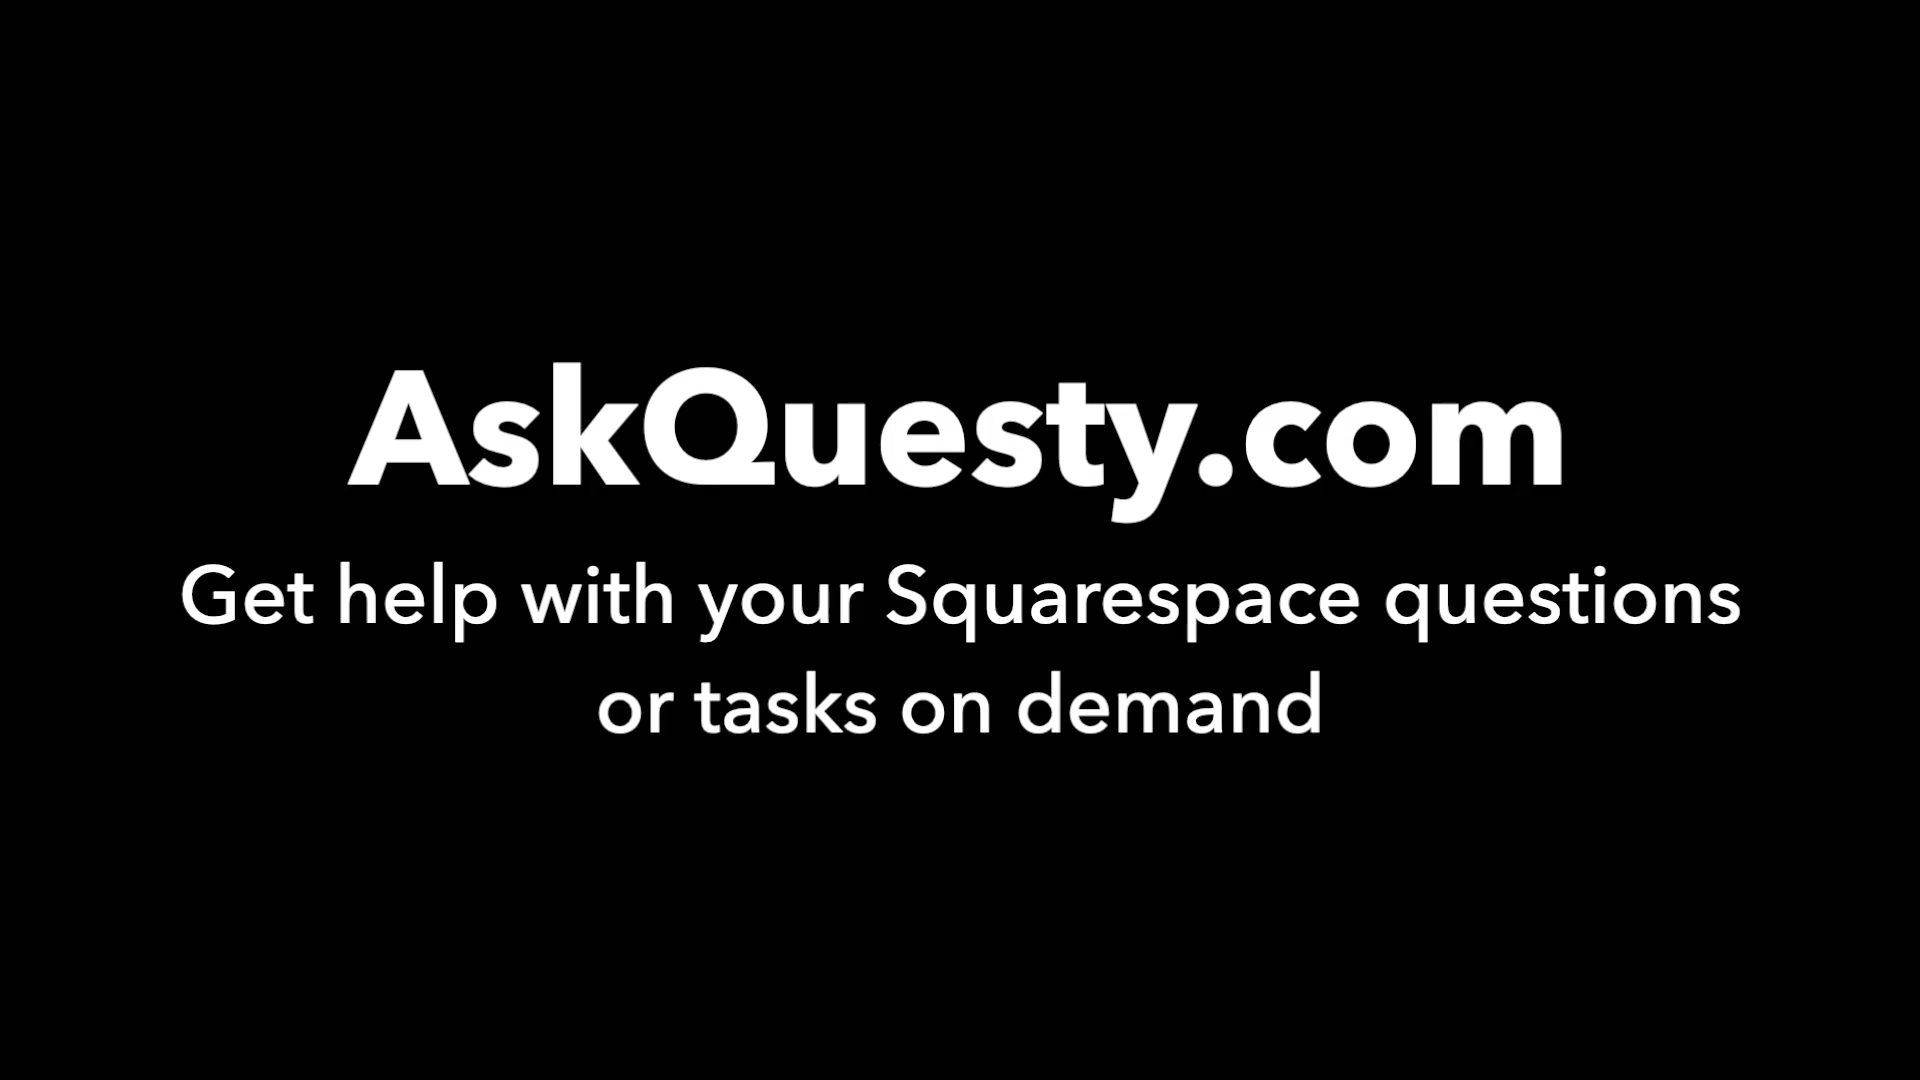 AskQuesty.com
Get help with your Squarespace questions
or tasks on demand